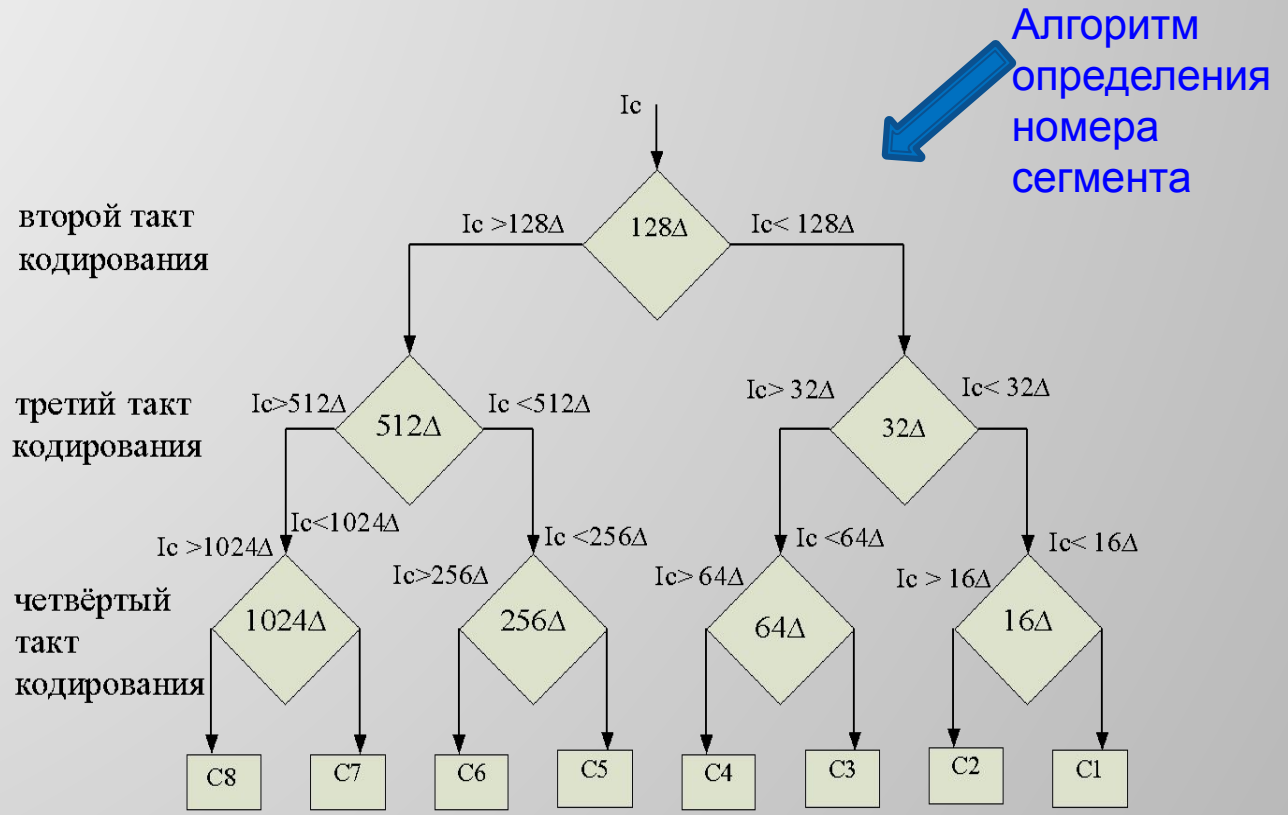 Алгоритм
определения
номера
сегмента
Ic
второй такт
кодирования
Ic >128Δ
128Δ
Ic< 128Δ
третий такт
кодирования
Ic>512Δ
512Δ
Ic <512Δ
Ic> 32Δ
32Δ
Ic< 32Δ
четвёртый
такт
кодирования
Ic >1024Δ
Ic<1024Δ
1024Δ
Ic>256Δ
Ic <256Δ
256Δ
Ic> 64Δ
Ic <64Δ
64Δ
Ic > 16Δ
Ic< 16Δ
16Δ
C8
C7
C6
C5
C4
C3
C2
C1